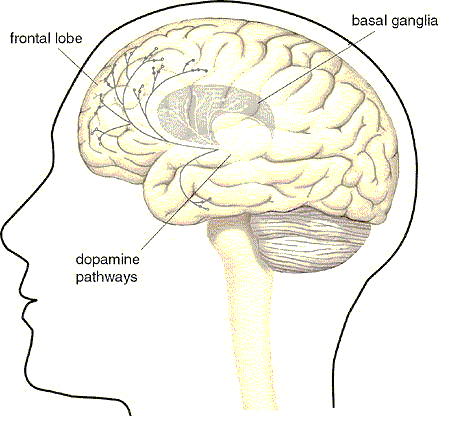 basal ganglia
frontal lobe
dopamine
pathways